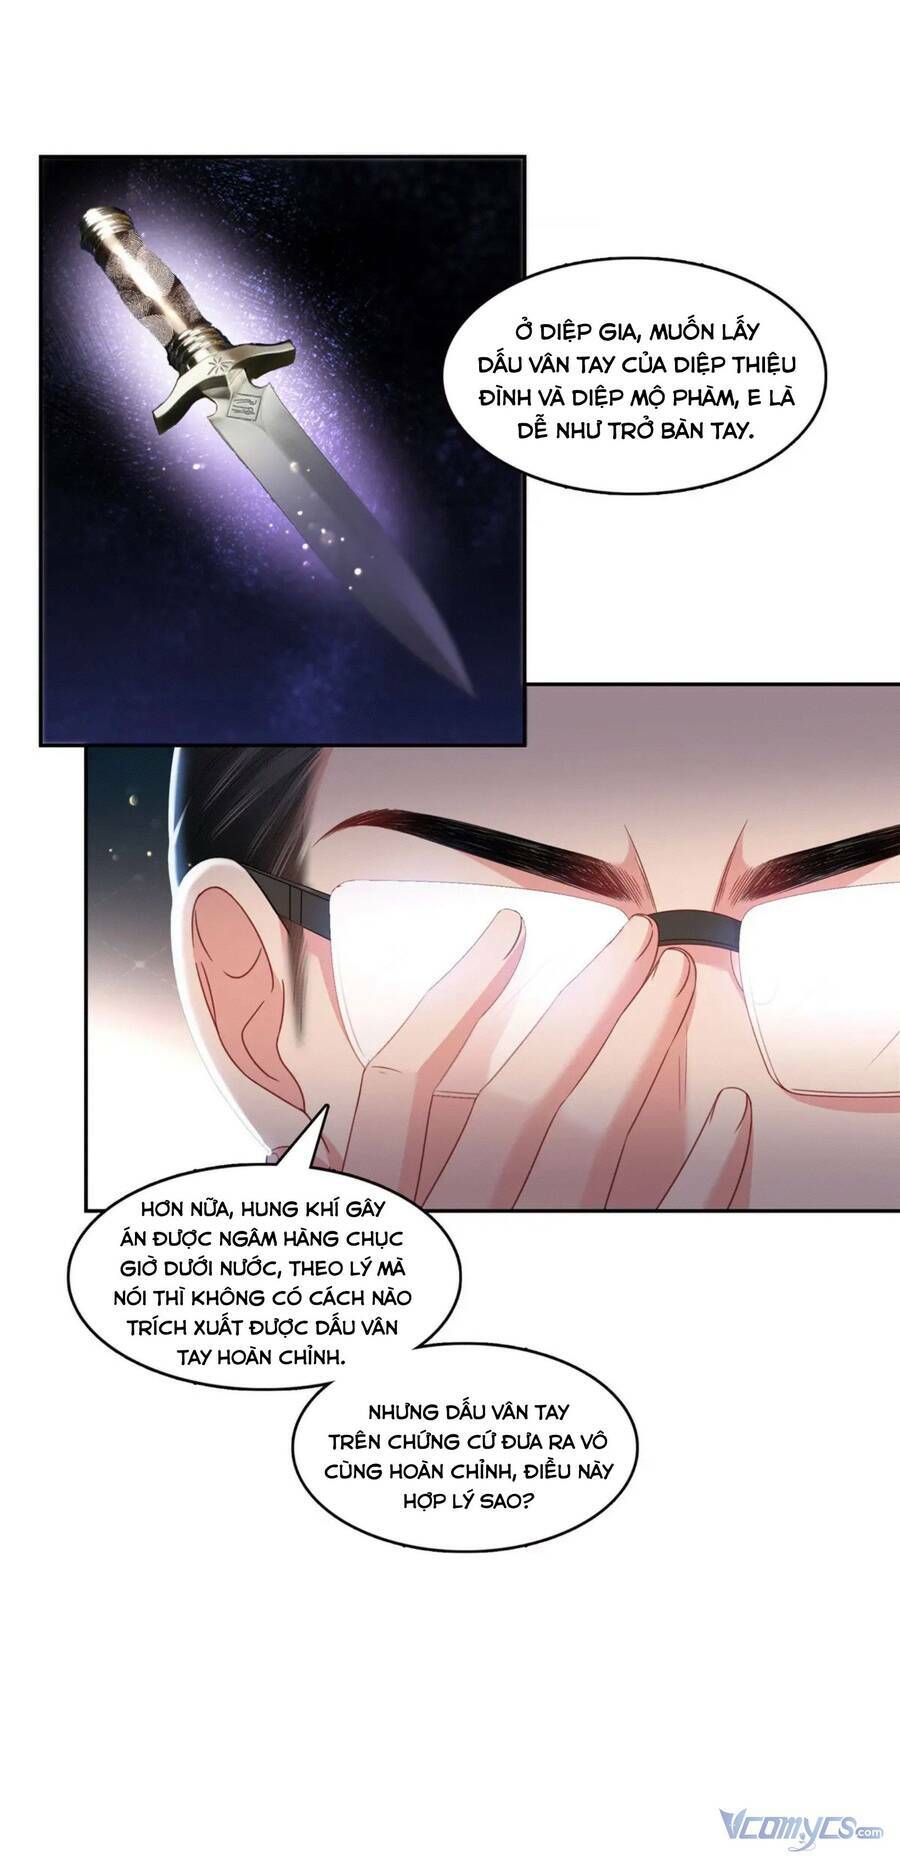 Ở DIỆP GIA, MUỐN LẤY
DẤU VÂN TAY CỦA DIỆP THIỆU
ĐÌNH VÀ DIỆP MỘ PHÀM, E LÀ
DỄ NHƯ TRỞ BÀN TAY.
HƠN NỮA, HUNG KHÍ GÂY
ÁN ĐƯỢC NGÂM HÀNG CHỤC
GIỜ DƯỚI NƯỚC, THEO LÝ MÀ
NÓI THÌ KHÔNG CÓ CÁCH NÀO
TRÍCH XUẤT ĐƯỢC DẤU VÂN
TAY HOÀN CHỈNH.
NHƯNG DẤU VÂN TAY
TRÊN CHỨNG CỨ ĐƯA RA VÔ
CÙNG HOÀN CHỈNH, ĐIỀU NÀY
HỢP LÝ SAO?
VCOMYCS.com